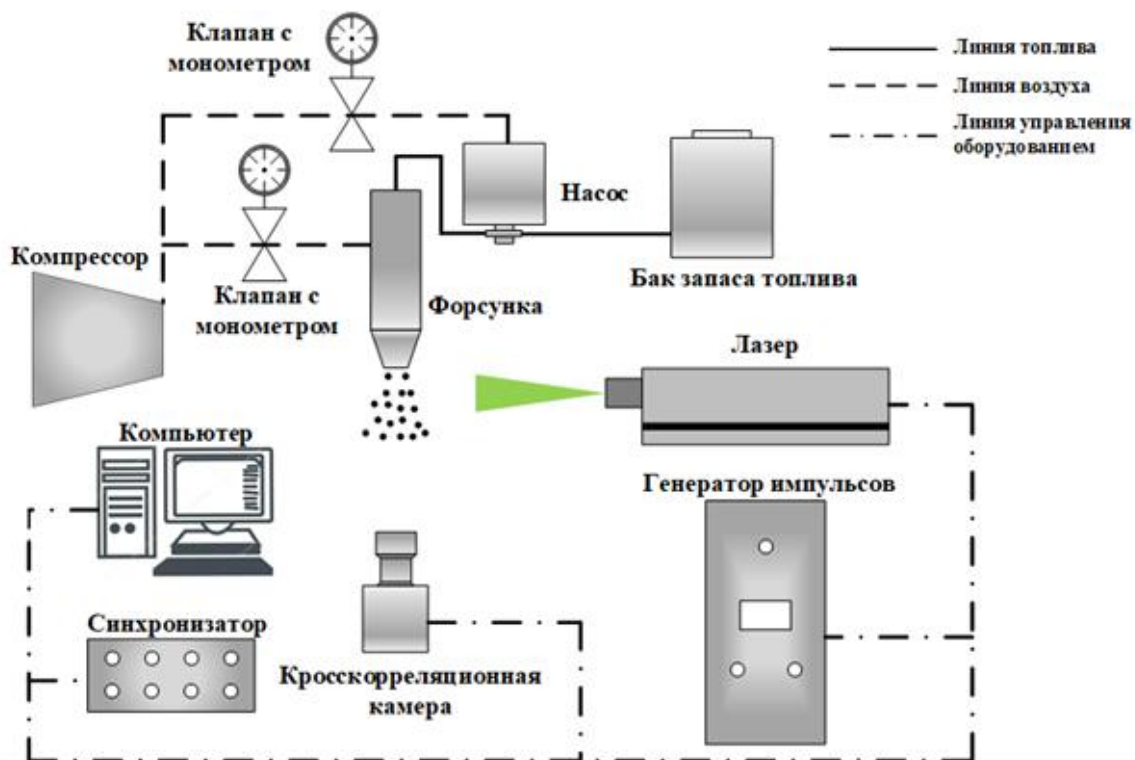 Клапан с
монометром
Линия топлива
Линия воздуха
Линия управления
оборудованием
Насос
Компрессор
Клапан с
монометром
Форсунка
Бак запаса топлива
Лазер
Компьютер
Генератор импульсов
Синхронизатор
Кросскорреляционная
камера